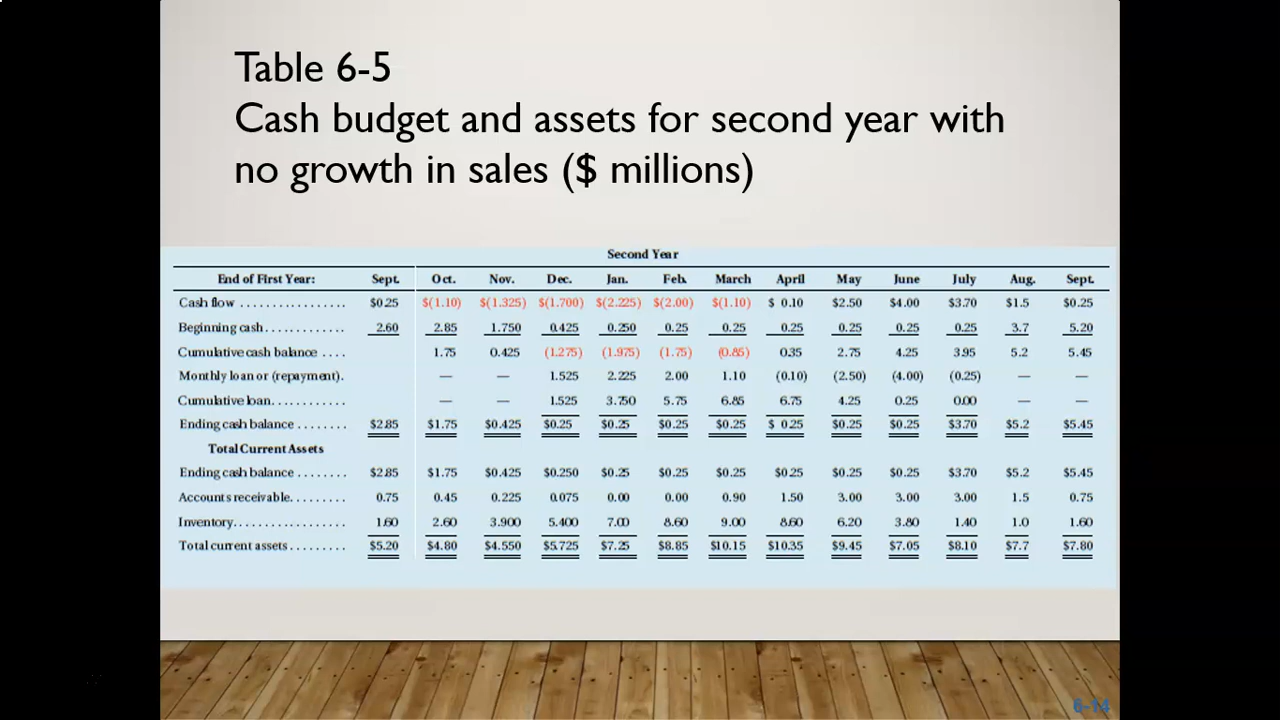 Table 6-5
Cash budget and assets for second year with
no growth in sales ($ millions)
Second Year
End of First Year: Sept. Oct. Nov. Dec. Jan. Feb. March April May June July Aug. Sept.
Cash flow ................. $0.25 $(1.10) $(1.325) $(1.700) $(2.225) $(2.00) $(1.10) $ 0.10 $2.50 $4.00 $3.70 $1.5 $0.25
Beginning cash............. 2.60 2.85 1.750 0.425 0.250 0.25 0.25 0.25 0.25 0.25 0.25 3.7 5.20
Cumulative cash balance .... 1.75 0.425 (1.275) (1.975) (1.75) (0.85) 0.35 2.75 4.25 3.95 5.2 5.45
Monthly loan or (repayment). — — 1.525 2.225 2.00 1.10 (0.10) (2.50) (4.00) (0.25) — —
Cumulative loan............ — — 1.525 3.750 5.75 6.85 6.75 4.25 0.25 0.00 — —
Ending cash balance ........ $2.85 $1.75 $0.425 $0.25 $0.25 $0.25 $0.25 $ 0.25 $0.25 $0.25 $3.70 $5.2 $5.45
Total Current Assets
Ending cash balance ........ $2.85 $1.75 $0.425 $0.250 $0.25 $0.25 $0.25 $0.25 $0.25 $0.25 $3.70 $5.2 $5.45
Accounts receivable......... 0.75 0.45 0.225 0.075 0.00 0.00 0.90 1.50 3.00 3.00 3.00 1.5 0.75
Inventory.................. 1.60 2.60 3.900 5.400 7.00 8.60 9.00 8.60 6.20 3.80 1.40 1.0 1.60
Total current assets......... $5.20 $4.80 $4.550 $5.725 $7.25 $8.85 $10.15 $10.35 $9.45 $7.05 $8.10 $7.7 $7.80
6-14